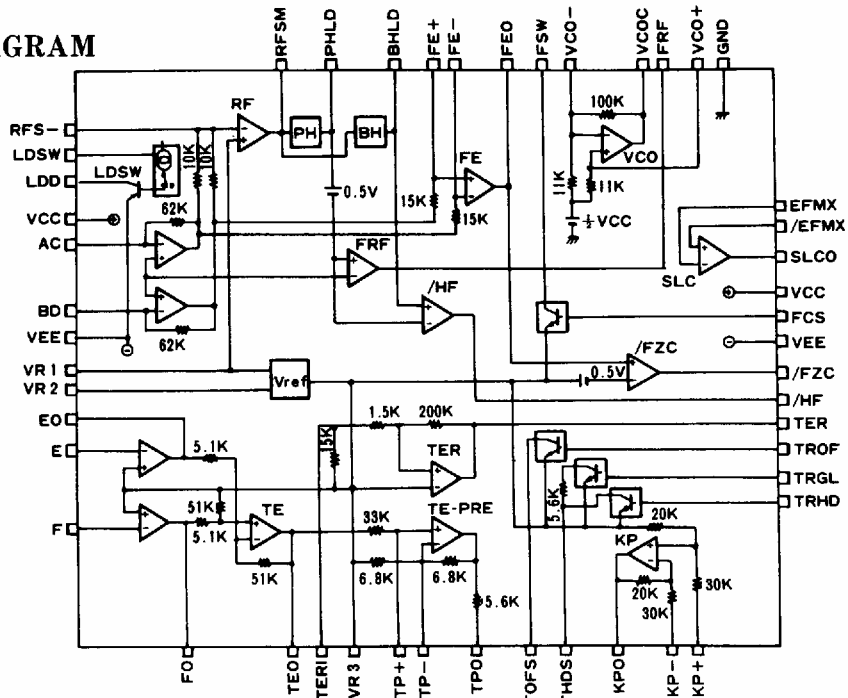 GRAM
RFSM PHLD BHLD FE+ FE- FEO FSW VCO- VCOC FRF VCO+ GND
RFS-
LDSW
LDD
VCC
AC
BD
VEE
VR1
VR2
EO
E
F
LDSW
10K
10K
62K
62K
RF
PH
BH
0.5V
FRF
15K
15K
FE
/HF
100K
VCO
11K
11K
½VCC
SLC
/FZC
0.5V
Vref
EFMX
/EFMX
SLCO
VCC
FCS
VEE
/FZC
/HF
TER
TROF
TRGL
TRHD
1.5K
200K
15K
TER
5.1K
51K
5.1K
TE
51K
33K
TE-PRE
6.8K
6.8K
5.6K
5.6K
20K
KP
20K
30K
30K
FO TEO TERI VR3 TP+ TP- TPO TOFS THDS KPO KP- KP+